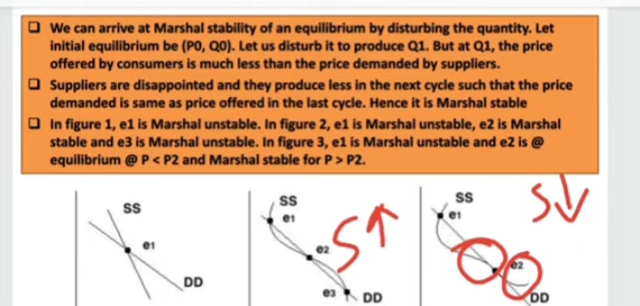 We can arrive at Marshal stability of an equilibrium by disturbing the quantity. Let
initial equilibrium be (P0, Q0). Let us disturb it to produce Q1. But at Q1, the price
offered by consumers is much less than the price demanded by suppliers.
Suppliers are disappointed and they produce less in the next cycle such that the price
demanded is same as price offered in the last cycle. Hence it is Marshal stable
In figure 1, e1 is Marshal unstable. In figure 2, e1 is Marshal unstable, e2 is Marshal
stable and e3 is Marshal unstable. In figure 3, e1 is Marshal unstable and e2 is @
equilibrium @ P < P2 and Marshal stable for P > P2.
SS
e1
DD
SS
e1
e2
e3
DD
S↑
SS
e1
e2
DD
S↓